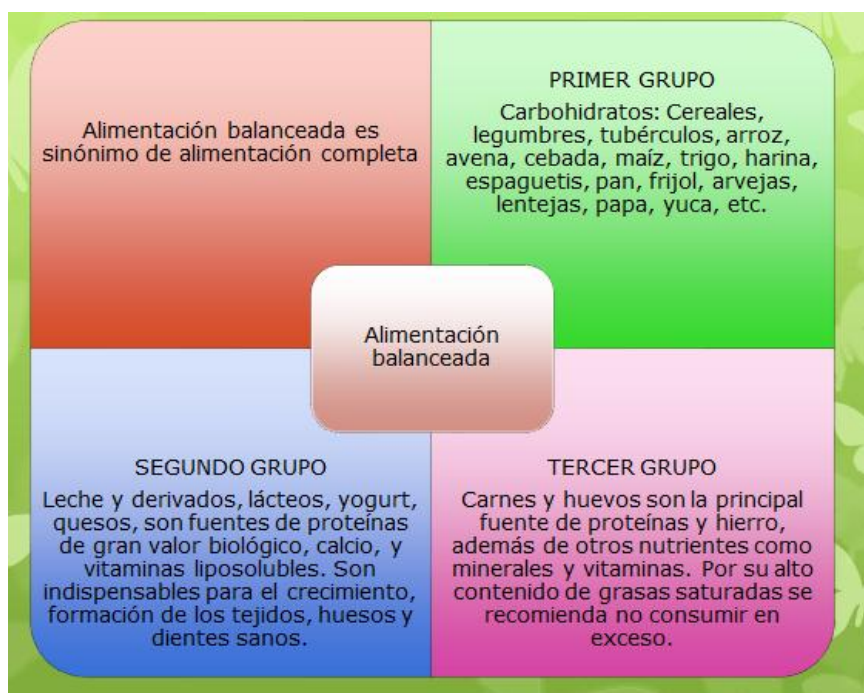 Alimentación balanceada es
sinónimo de alimentación completa
PRIMER GRUPO
Carbohidratos: Cereales,
legumbres, tubérculos, arroz,
avena, cebada, maíz, trigo, harina,
espaguetis, pan, frijol, arvejas,
lentejas, papa, yuca, etc.
Alimentación
balanceada
SEGUNDO GRUPO
Leche y derivados, lácteos, yogurt,
quesos, son fuentes de proteínas
de gran valor biológico, calcio, y
vitaminas liposolubles. Son
indispensables para el crecimiento,
formación de los tejidos, huesos y
dientes sanos.
TERCER GRUPO
Carnes y huevos son la principal
fuente de proteínas y hierro,
además de otros nutrientes como
minerales y vitaminas. Por su alto
contenido de grasas saturadas se
recomienda no consumir en
exceso.